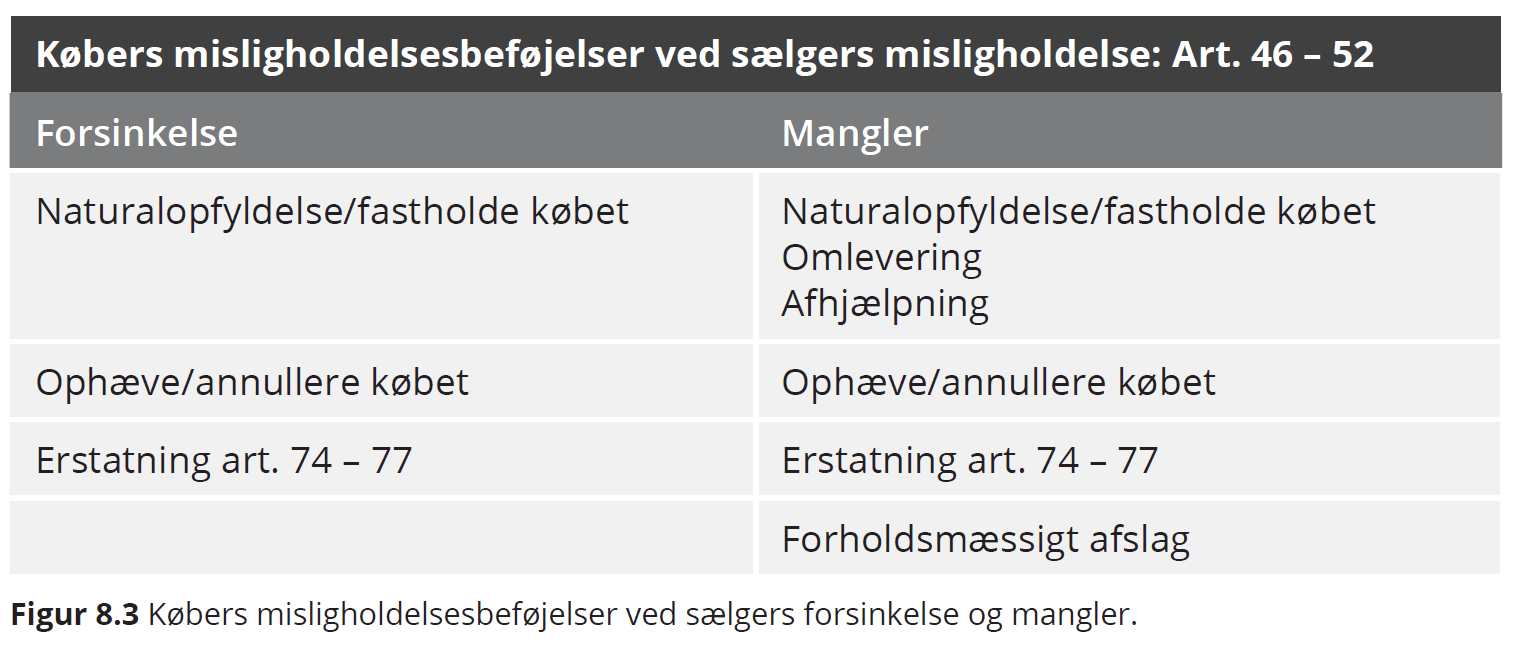 Købers misligholdelsesbeføjelser ved sælgers misligholdelse: Art. 46 – 52
Forsinkelse
Mangler
Naturalopfyldelse/fastholde købet
Naturalopfyldelse/fastholde købet
Omlevering
Afhjælpning
Ophæve/annullere købet
Ophæve/annullere købet
Erstatning art. 74 – 77
Erstatning art. 74 – 77
Forholdsmæssigt afslag
Figur 8.3 Købers misligholdelsesbeføjelser ved sælgers forsinkelse og mangler.